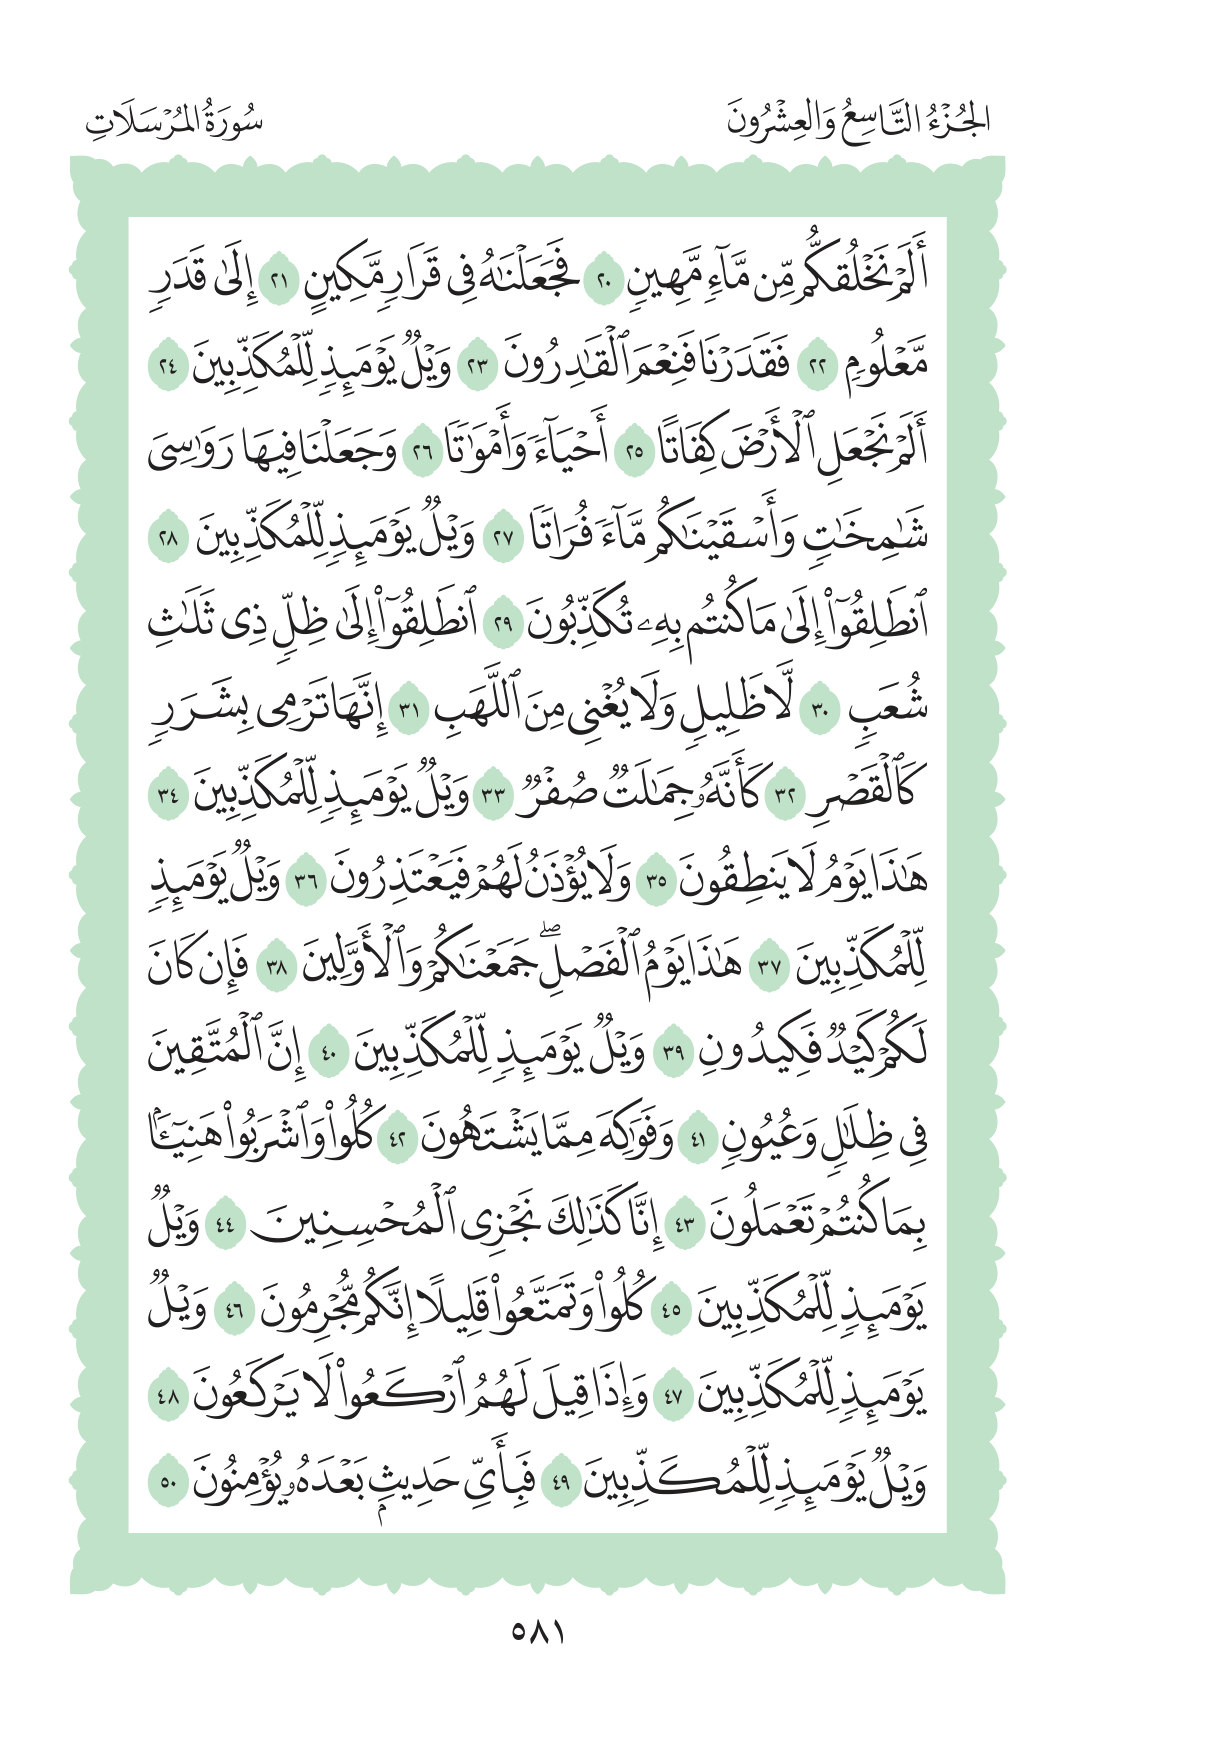 الجُزْءُ التَّاسِعُ وَالعِشْرُونَ
سُورَةُ المُرْسَلَاتِ
أَلَمْ نَخْلُقكُّم مِّن مَّآءٖ مَّهِينٖ ٢٠ فَجَعَلْنَٰهُ فِى قَرَارٖ مَّكِينٍ ٢١ إِلَىٰ قَدَرٖ
مَّعْلُومٖ ٢٢ فَقَدَرْنَا فَنِعْمَ ٱلْقَٰدِرُونَ ٢٣ وَيْلٞ يَوْمَئِذٖ لِّلْمُكَذِّبِينَ ٢٤
أَلَمْ نَجْعَلِ ٱلْأَرْضَ كِفَاتًا ٢٥ أَحْيَآءٗ وَأَمْوَٰتٗا ٢٦ وَجَعَلْنَا فِيهَا رَوَٰسِىَ
شَٰمِخَٰتٖ وَأَسْقَيْنَٰكُم مَّآءٗ فُرَاتٗا ٢٧ وَيْلٞ يَوْمَئِذٖ لِّلْمُكَذِّبِينَ ٢٨
ٱنطَلِقُوٓا۟ إِلَىٰ مَا كُنتُم بِهِۦ تُكَذِّبُونَ ٢٩ ٱنطَلِقُوٓا۟ إِلَىٰ ظِلّٖ ذِى ثَلَٰثِ
شُعَبٖ ٣٠ لَّا ظَلِيلٖ وَلَا يُغْنِى مِنَ ٱللَّهَبِ ٣١ إِنَّهَا تَرْمِى بِشَرَرٖ
كَٱلْقَصْرِ ٣٢ كَأَنَّهُۥ جِمَٰلَتٞ صُفْرٞ ٣٣ وَيْلٞ يَوْمَئِذٖ لِّلْمُكَذِّبِينَ ٣٤
هَٰذَا يَوْمُ لَا يَنطِقُونَ ٣٥ وَلَا يُؤْذَنُ لَهُمْ فَيَعْتَذِرُونَ ٣٦ وَيْلٞ يَوْمَئِذٖ
لِّلْمُكَذِّبِينَ ٣٧ هَٰذَا يَوْمُ ٱلْفَصْلِۖ جَمَعْنَٰكُمْ وَٱلْأَوَّلِينَ ٣٨ فَإِن كَانَ
لَكُمْ كَيْدٞ فَكِيدُونِ ٣٩ وَيْلٞ يَوْمَئِذٖ لِّلْمُكَذِّبِينَ ٤٠ إِنَّ ٱلْمُتَّقِينَ
فِى ظِلَٰلٖ وَعُيُونٖ ٤١ وَفَوَٰكِهَ مِمَّا يَشْتَهُونَ ٤٢ كُلُوا۟ وَٱشْرَبُوا۟ هَنِيٓـَٔۢا
بِمَا كُنتُمْ تَعْمَلُونَ ٤٣ إِنَّا كَذَٰلِكَ نَجْزِى ٱلْمُحْسِنِينَ ٤٤ وَيْلٞ
يَوْمَئِذٖ لِّلْمُكَذِّبِينَ ٤٥ كُلُوا۟ وَتَمَتَّعُوا۟ قَلِيلًا إِنَّكُم مُّجْرِمُونَ ٤٦ وَيْلٞ
يَوْمَئِذٖ لِّلْمُكَذِّبِينَ ٤٧ وَإِذَا قِيلَ لَهُمُ ٱرْكَعُوا۟ لَا يَرْكَعُونَ ٤٨
وَيْلٞ يَوْمَئِذٖ لِّلْمُكَذِّبِينَ ٤٩ فَبِأَىِّ حَدِيثِۭ بَعْدَهُۥ يُؤْمِنُونَ ٥٠
٥٨١